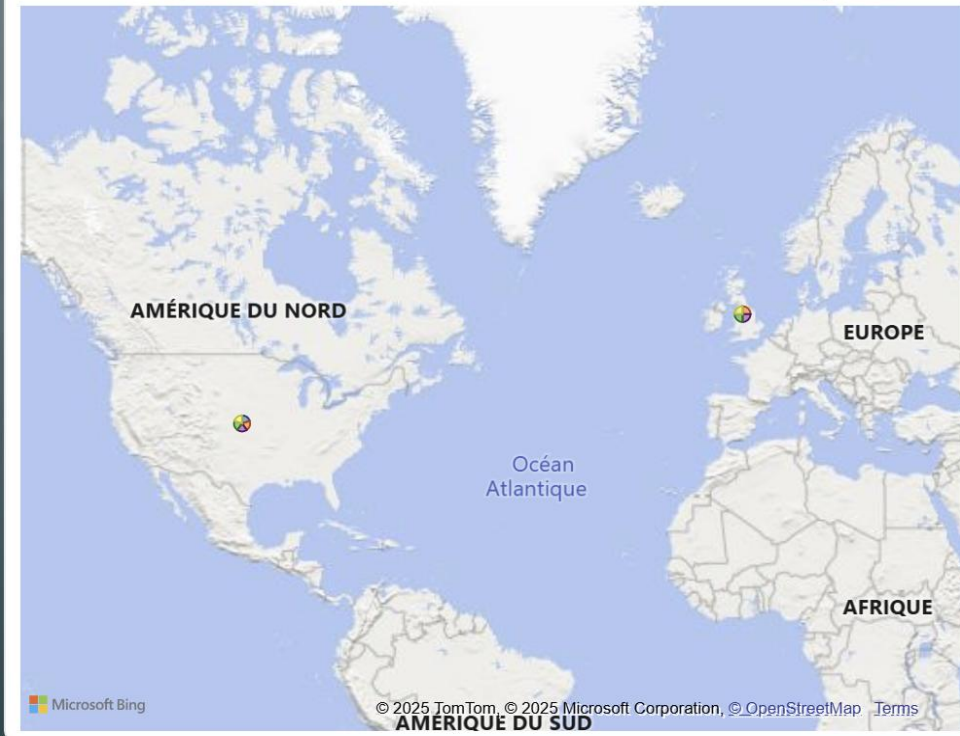 AMÉRIQUE DU NORD
EUROPE
Océan
Atlantique
AFRIQUE
Microsoft Bing
© 2025 TomTom, © 2025 Microsoft Corporation, © OpenStreetMap Terms
AMÉRIQUE DU SUD